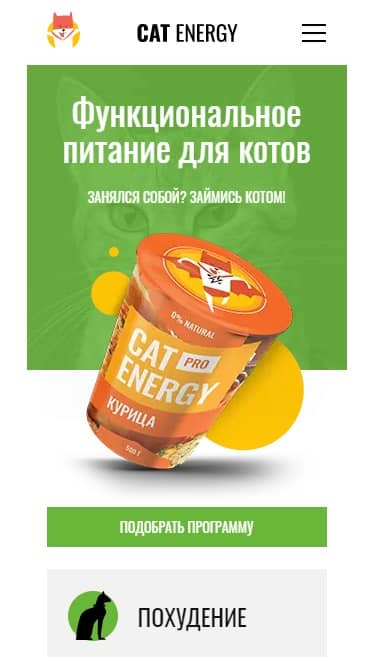 CAT ENERGY
Функциональное
питание для котов
ЗАНЯЛСЯ СОБОЙ? ЗАЙМИСЬ КОТОМ!
0% NATURAL
CAT PRO
ENERGY
КУРИЦА
500 Г
ПОДОБРАТЬ ПРОГРАММУ
ПОХУДЕНИЕ